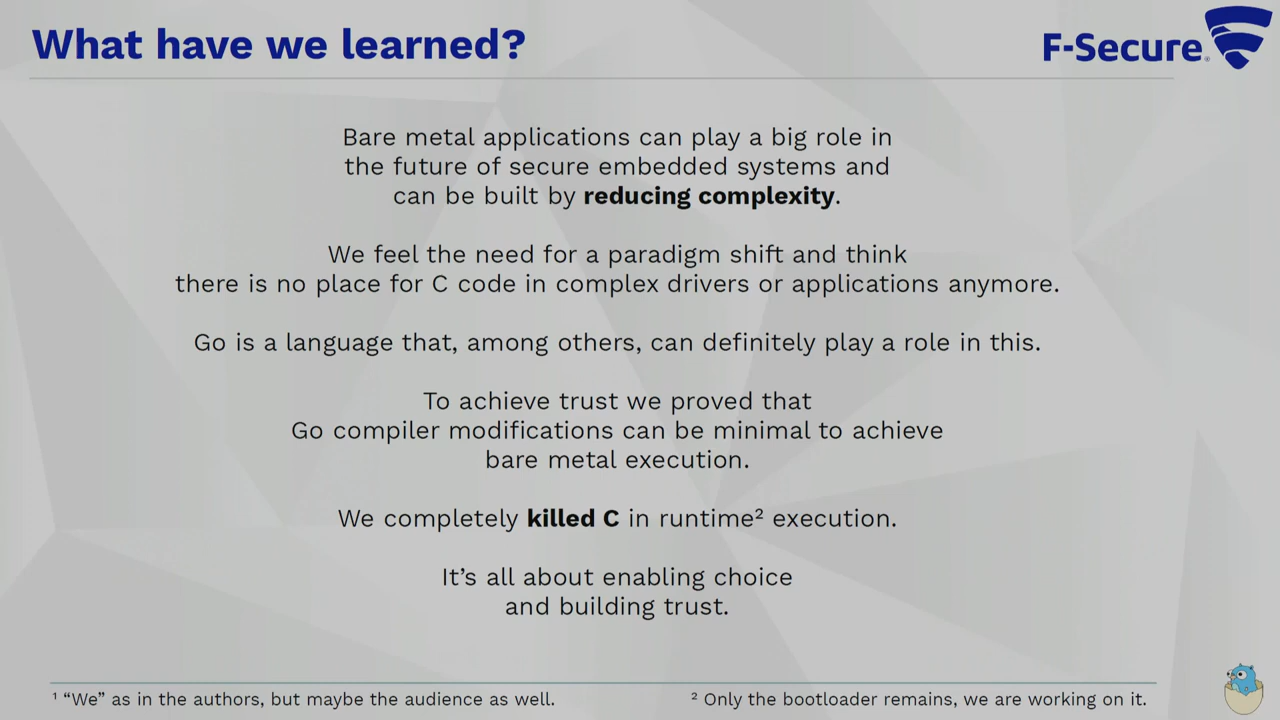 What have we learned?
F-Secure®
Bare metal applications can play a big role in
the future of secure embedded systems and
can be built by reducing complexity.
We feel the need for a paradigm shift and think
there is no place for C code in complex drivers or applications anymore.
Go is a language that, among others, can definitely play a role in this.
To achieve trust we proved that
Go compiler modifications can be minimal to achieve
bare metal execution.
We completely killed C in runtime² execution.
It’s all about enabling choice
and building trust.
¹ “We” as in the authors, but maybe the audience as well.
² Only the bootloader remains, we are working on it.